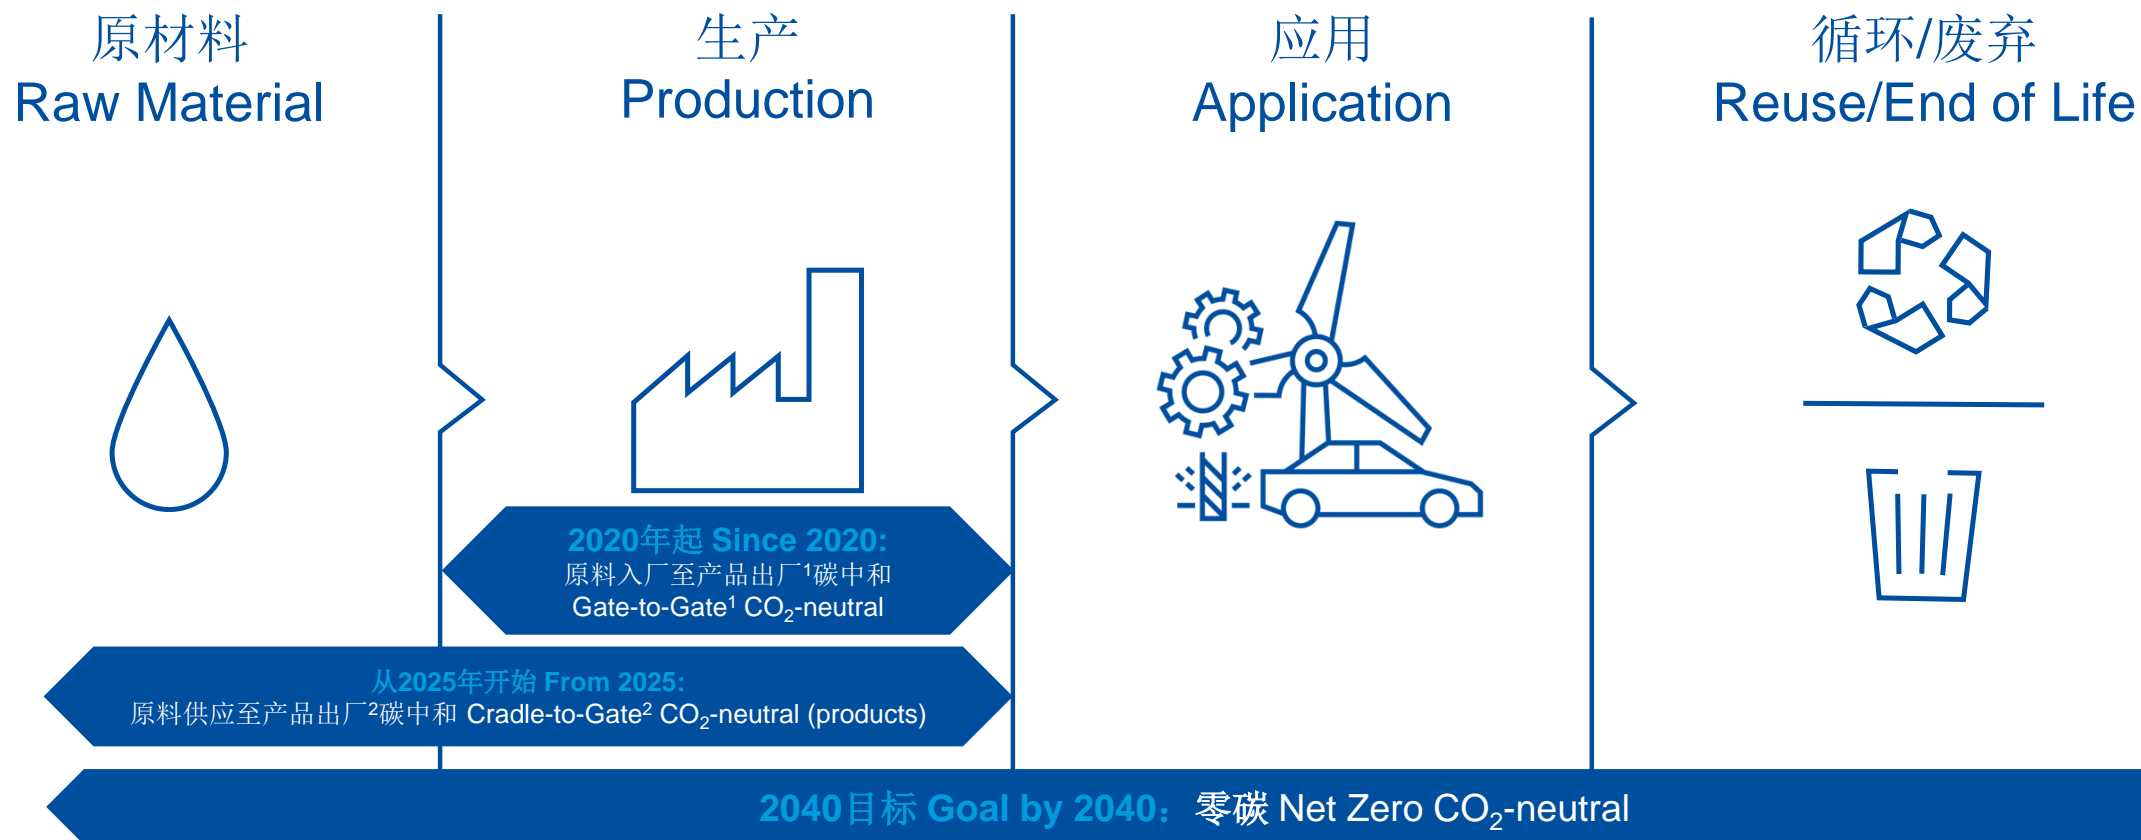 原材料
Raw Material
生产
Production
应用
Application
循环/废弃
Reuse/End of Life
2020年起 Since 2020:
原料入厂至产品出厂¹碳中和
Gate-to-Gate¹ CO₂-neutral
从2025年开始 From 2025:
原料供应至产品出厂²碳中和 Cradle-to-Gate² CO₂-neutral (products)
2040目标 Goal by 2040：零碳 Net Zero CO₂-neutral